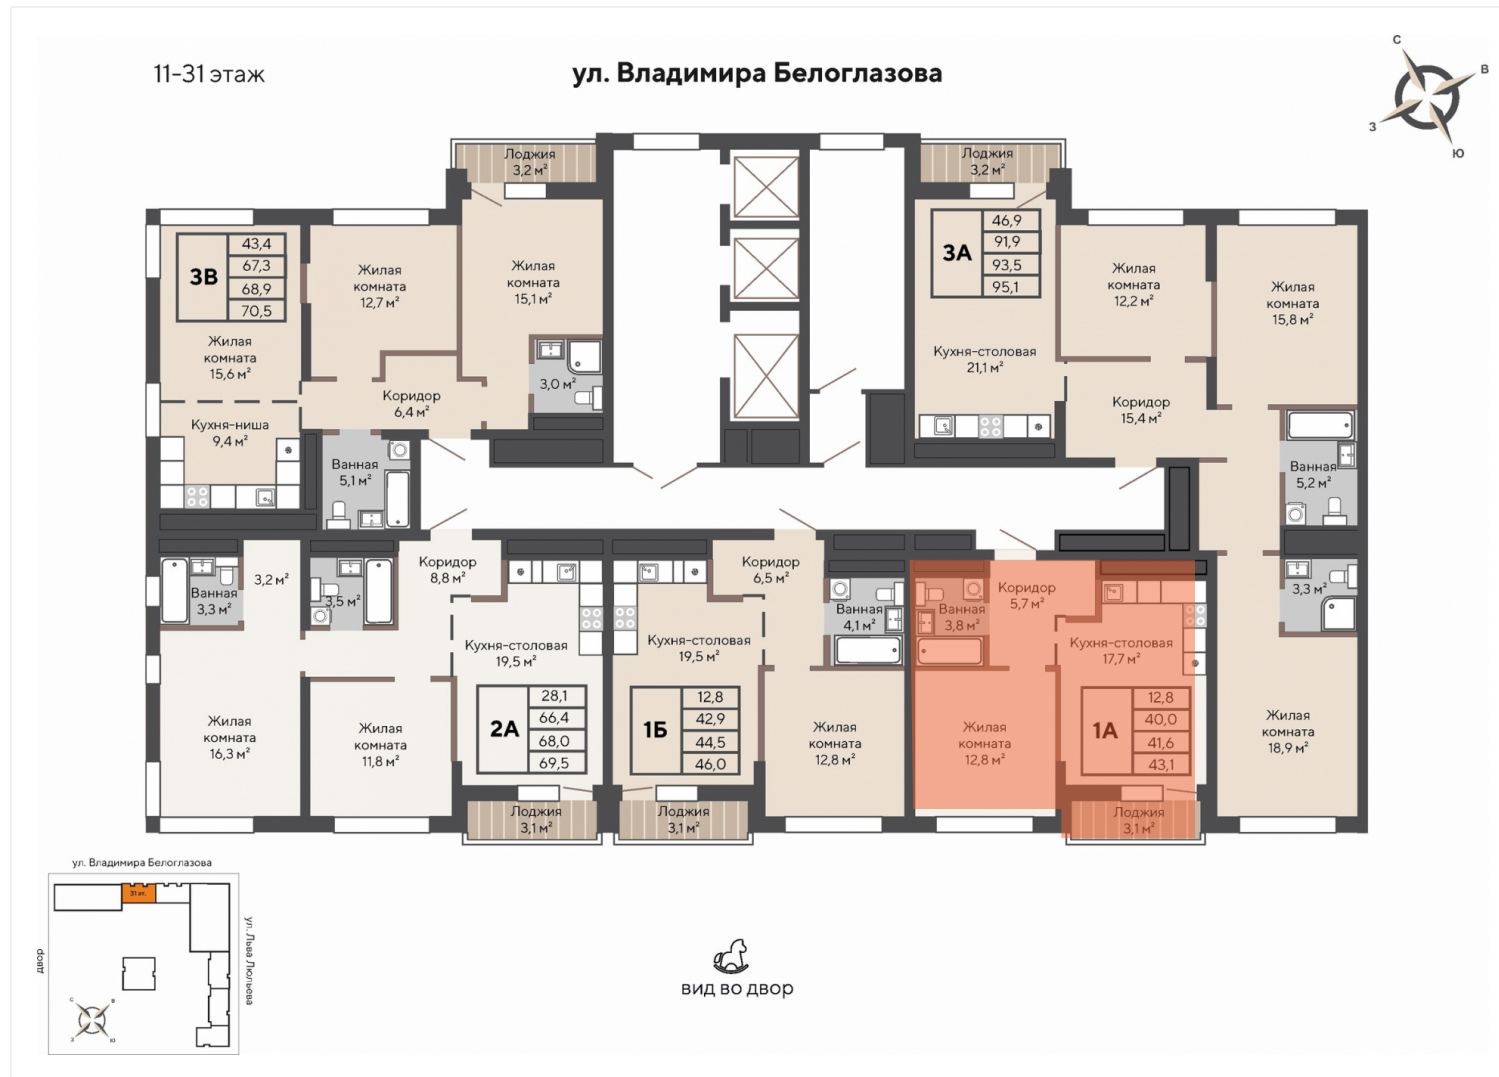 11-31 этаж
ул. Владимира Белоглазова
С
В
З
Ю
Лоджия
3,2 м²
Лоджия
3,2 м²
3В
43,4
67,3
68,9
70,5
Жилая
комната
15,6 м²
Кухня-ниша
9,4 м²
Жилая
комната
12,7 м²
Жилая
комната
15,1 м²
3,0 м²
Коридор
6,4 м²
Ванная
5,1 м²
3А
46,9
91,9
93,5
95,1
Кухня-столовая
21,1 м²
Жилая
комната
12,2 м²
Жилая
комната
15,8 м²
Коридор
15,4 м²
Ванная
5,2 м²
3,3 м²
Жилая
комната
18,9 м²
Ванная
3,3 м²
3,2 м²
3,5 м²
Коридор
8,8 м²
Кухня-столовая
19,5 м²
2А
28,1
66,4
68,0
69,5
Жилая
комната
16,3 м²
Жилая
комната
11,8 м²
Лоджия
3,1 м²
Коридор
6,5 м²
Кухня-столовая
19,5 м²
Ванная
4,1 м²
1Б
12,8
42,9
44,5
46,0
Жилая
комната
12,8 м²
Лоджия
3,1 м²
Коридор
5,7 м²
Ванная
3,8 м²
Кухня-столовая
17,7 м²
1А
12,8
40,0
41,6
43,1
Жилая
комната
12,8 м²
Лоджия
3,1 м²
ул. Владимира Белоглазова
31 эт.
двор
ул. Льва Люльева
С
В
З
Ю
вид во двор